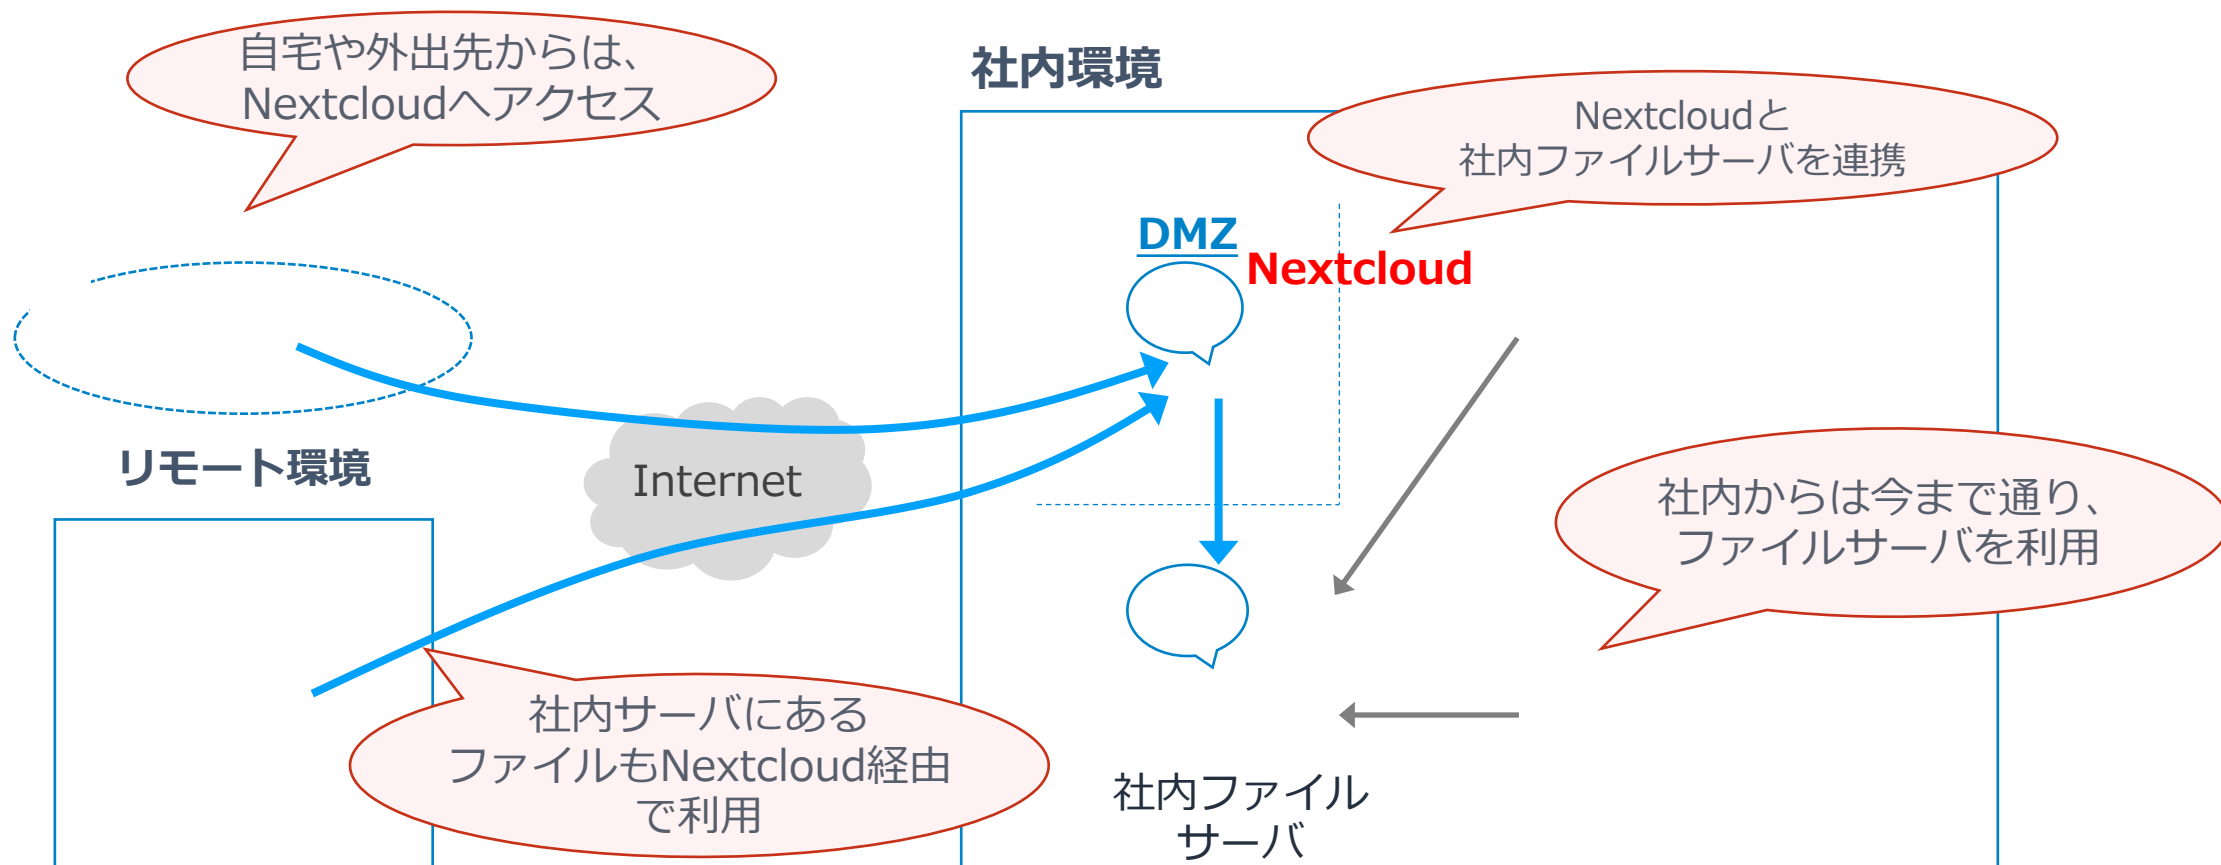 自宅や外出先からは、
Nextcloudへアクセス
社内環境
Nextcloudと
社内ファイルサーバを連携
DMZ
Nextcloud
リモート環境
Internet
社内からは今まで通り、
ファイルサーバを利用
社内サーバにある
ファイルもNextcloud経由
で利用
社内ファイル
サーバ